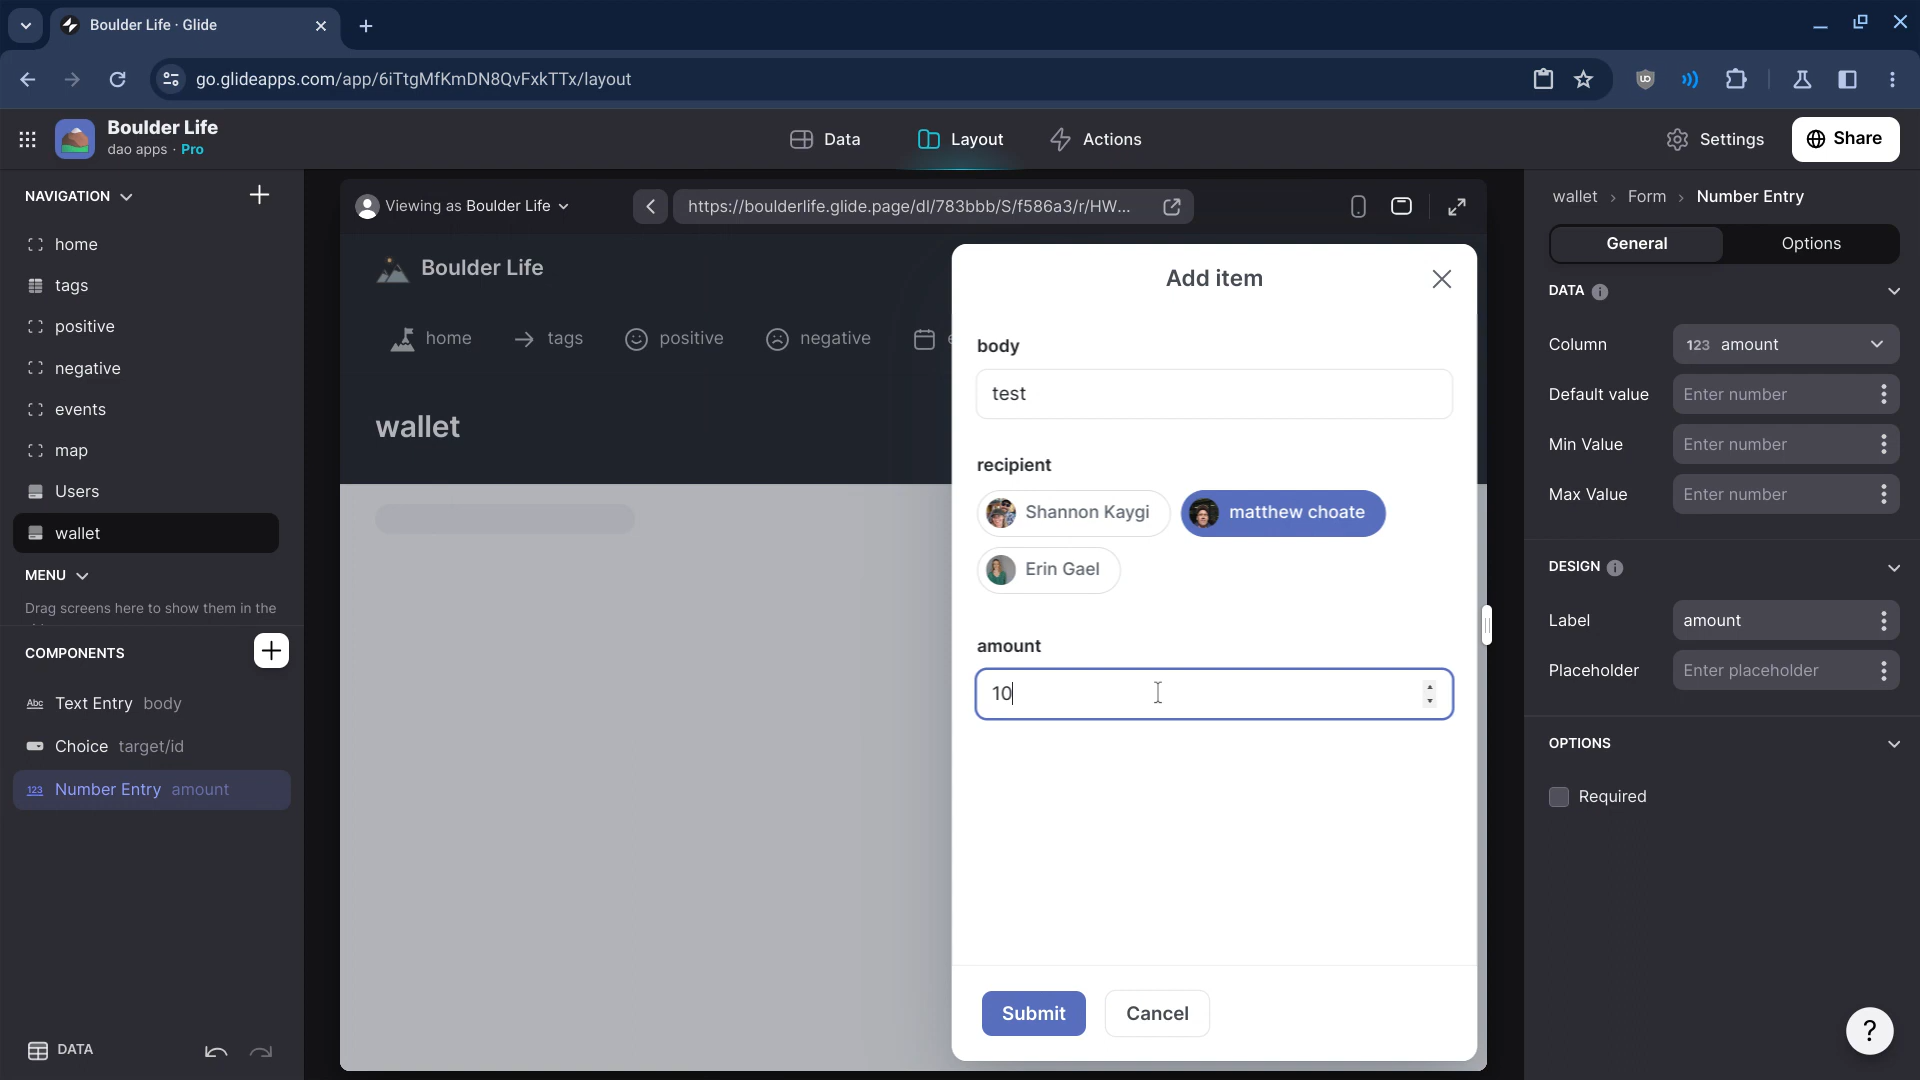 Boulder Life · Glide
go.glideapps.com/app/6iTtgMfKmDN8QvFxkTTx/layout
Boulder Life
dao apps · Pro
Data
Layout
Actions
Settings
Share
NAVIGATION
home
tags
positive
negative
events
map
Users
wallet
MENU
Drag screens here to show them in the
COMPONENTS
Text Entry body
Choice target/id
123 Number Entry amount
DATA
Viewing as Boulder Life
https://boulderlife.glide.page/dl/783bbb/S/f586a3/r/HW...
Boulder Life
home
tags
positive
negative
wallet
Add item
body
test
recipient
Shannon Kaygi
matthew choate
Erin Gael
amount
10
Submit
Cancel
wallet › Form › Number Entry
General
Options
DATA
Column
123 amount
Default value
Enter number
Min Value
Enter number
Max Value
Enter number
DESIGN
Label
amount
Placeholder
Enter placeholder
OPTIONS
Required
?